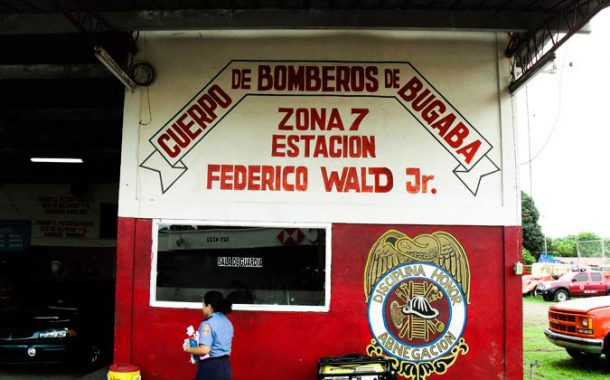 CUERPO DE BOMBEROS DE BUGABA
ZONA 7
ESTACION
FEDERICO WALD Jr.
SALA DE GUARDIA
DISCIPLINA HONOR
ABNEGACION